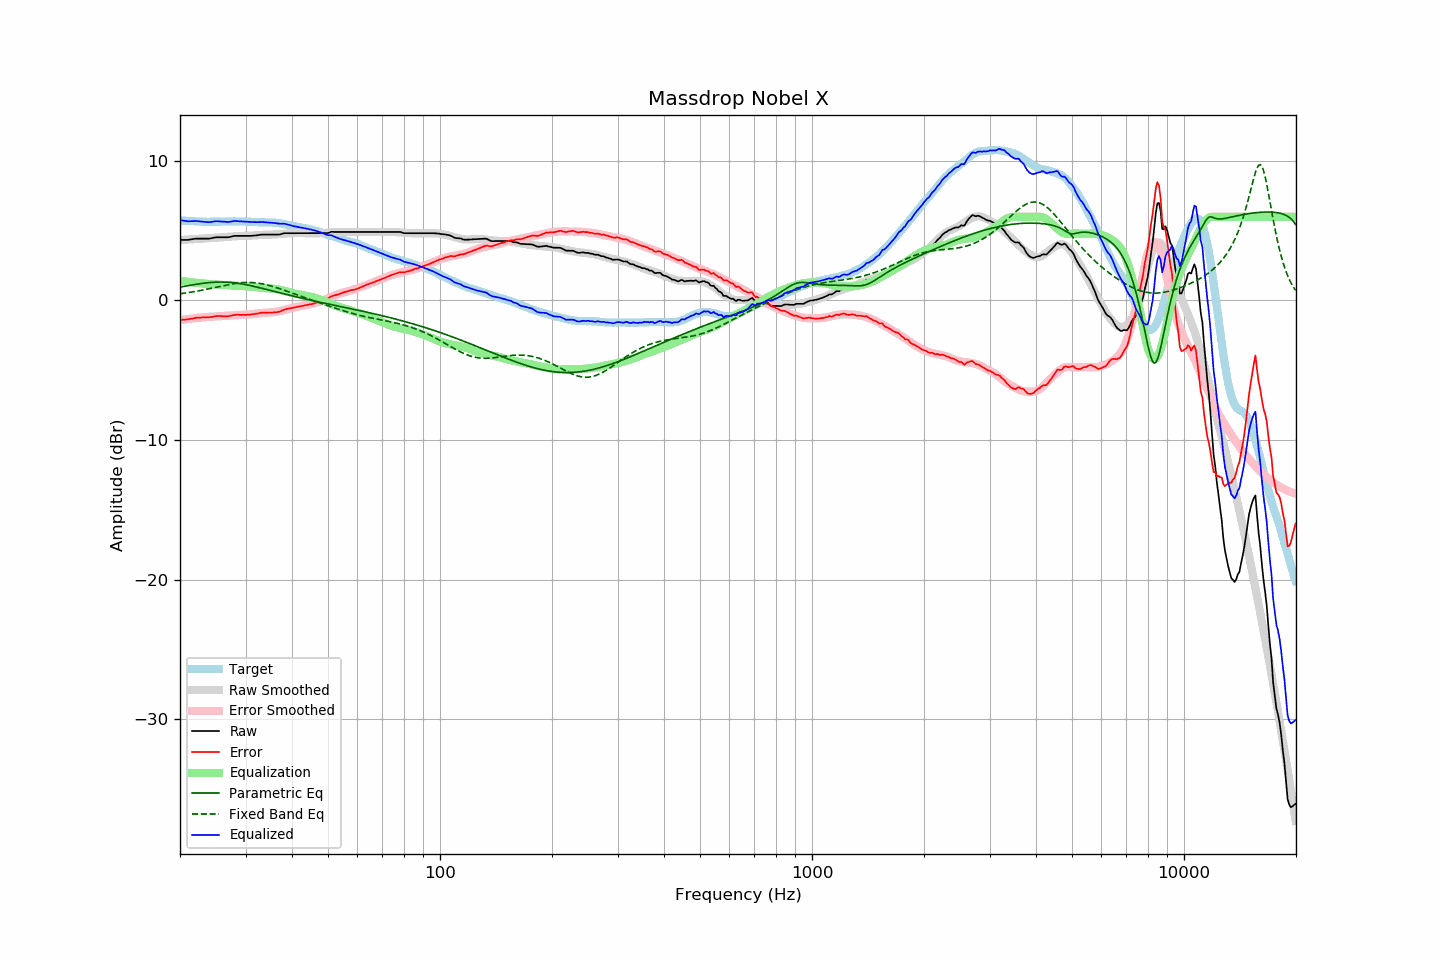 Massdrop Nobel X
10
0
−10
−20
−30
Amplitude (dBr)
Target
Raw Smoothed
Error Smoothed
Raw
Error
Equalization
Parametric Eq
Fixed Band Eq
Equalized
100
1000
10000
Frequency (Hz)